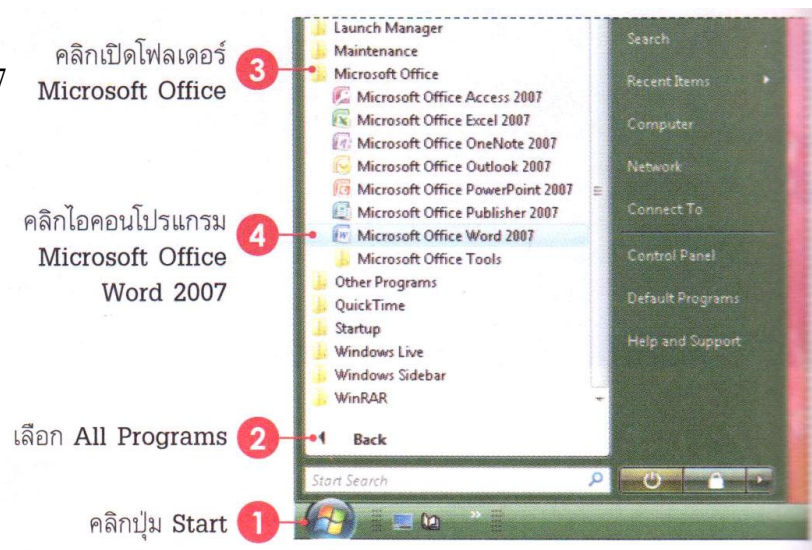 7
คลิกเปิดโฟลเดอร์
Microsoft Office
3
คลิกไอคอนโปรแกรม
Microsoft Office
Word 2007
4
เลือก All Programs
2
คลิกปุ่ม Start
1
Launch Manager
Maintenance
Microsoft Office
Microsoft Office Access 2007
Microsoft Office Excel 2007
Microsoft Office OneNote 2007
Microsoft Office Outlook 2007
Microsoft Office PowerPoint 2007
Microsoft Office Publisher 2007
Microsoft Office Word 2007
Microsoft Office Tools
Other Programs
QuickTime
Startup
Windows Live
Windows Sidebar
WinRAR
Back
Start Search
Search
Recent Items
Computer
Network
Connect To
Control Panel
Default Programs
Help and Support